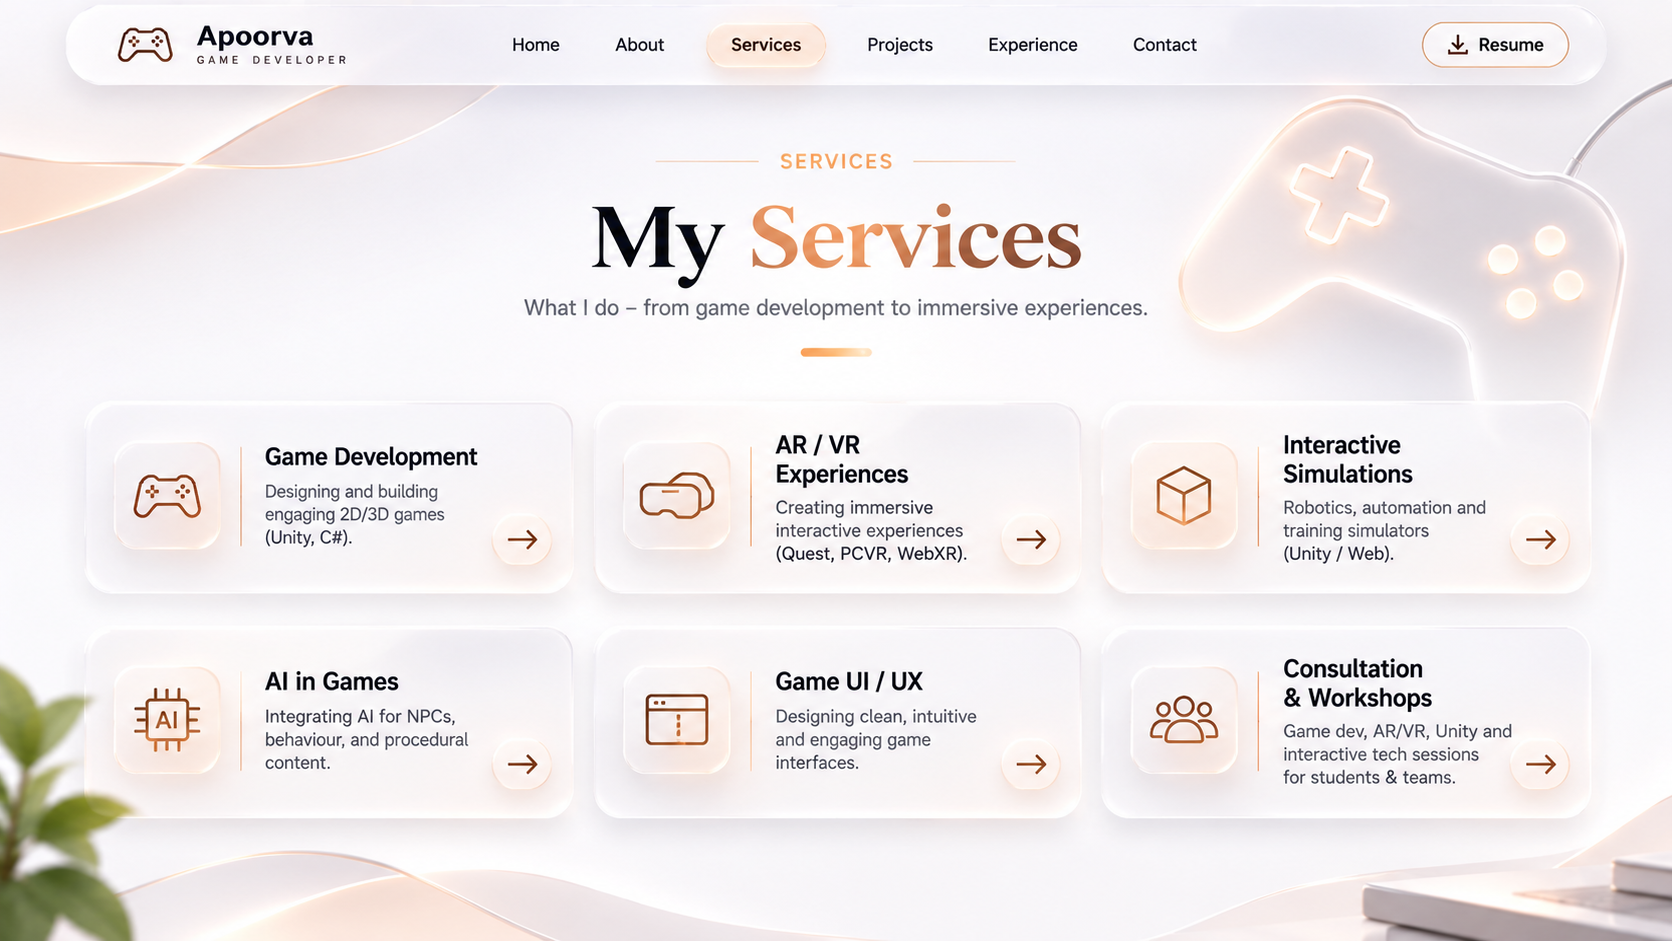 Apoorva
GAME DEVELOPER
Home
About
Services
Projects
Experience
Contact
Resume
SERVICES
My Services
What I do – from game development to immersive experiences.
Game Development
Designing and building
engaging 2D/3D games
(Unity, C#).
AR / VR
Experiences
Creating immersive
interactive experiences
(Quest, PCVR, WebXR).
Interactive
Simulations
Robotics, automation and
training simulators
(Unity / Web).
AI
AI in Games
Integrating AI for NPCs,
behaviour, and procedural
content.
Game UI / UX
Designing clean, intuitive
and engaging game
interfaces.
Consultation
& Workshops
Game dev, AR/VR, Unity and
interactive tech sessions
for students & teams.